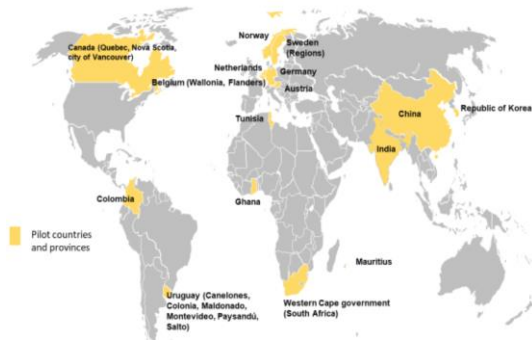 Norway
Canada (Quebec, Nova Scotia,
city of Vancouver)
Sweden
(Regions)
Netherlands
Germany
Belgium (Wallonia, Flanders)
Austria
Republic of Korea
China
Tunisia
India
Colombia
Ghana
Pilot countries
and provinces
Mauritius
Uruguay (Canelones,
Colonia, Maldonado,
Montevideo, Paysandú,
Salto)
Western Cape government
(South Africa)